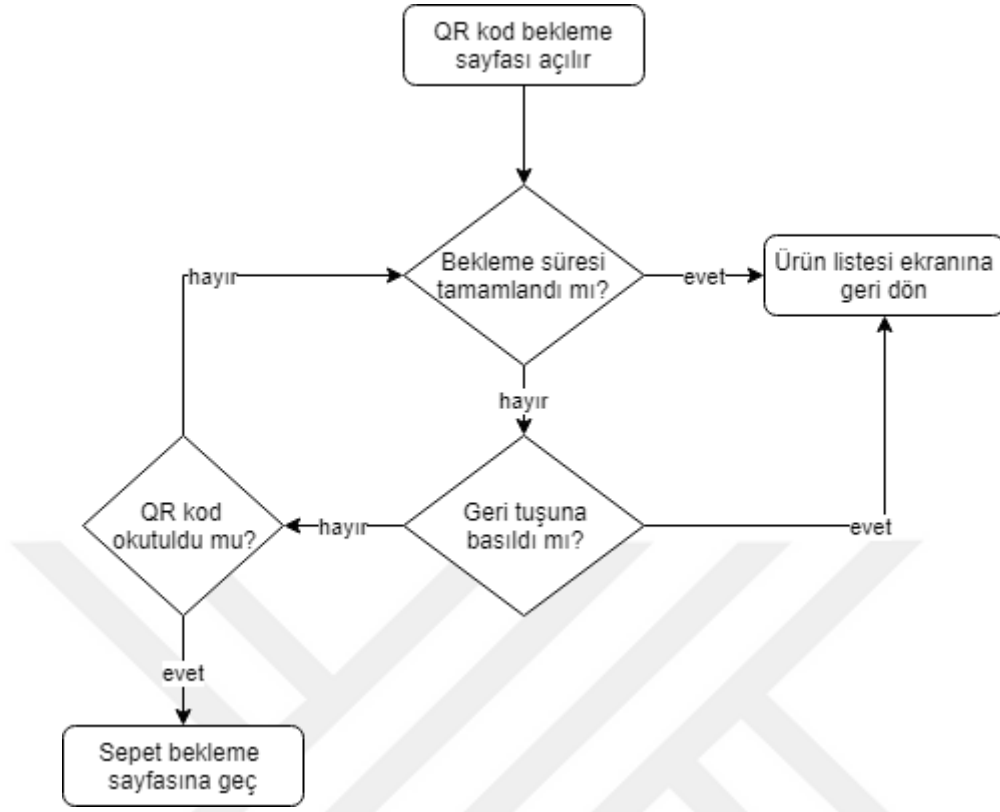 QR kod bekleme
sayfası açılır
Bekleme süresi
tamamlandı mı?
hayır
evet
Ürün listesi ekranına
geri dön
hayır
Geri tuşuna
basıldı mı?
evet
hayır
QR kod
okutuldu mu?
evet
Sepet bekleme
sayfasına geç